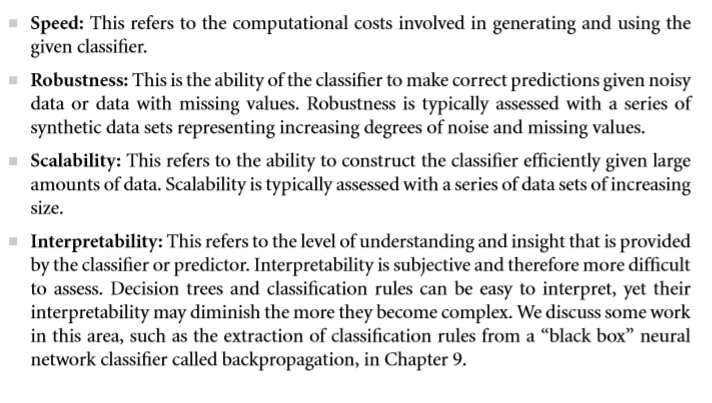 Speed: This refers to the computational costs involved in generating and using the
given classifier.
Robustness: This is the ability of the classifier to make correct predictions given noisy
data or data with missing values. Robustness is typically assessed with a series of
synthetic data sets representing increasing degrees of noise and missing values.
Scalability: This refers to the ability to construct the classifier efficiently given large
amounts of data. Scalability is typically assessed with a series of data sets of increasing
size.
Interpretability: This refers to the level of understanding and insight that is provided
by the classifier or predictor. Interpretability is subjective and therefore more difficult
to assess. Decision trees and classification rules can be easy to interpret, yet their
interpretability may diminish the more they become complex. We discuss some work
in this area, such as the extraction of classification rules from a “black box” neural
network classifier called backpropagation, in Chapter 9.